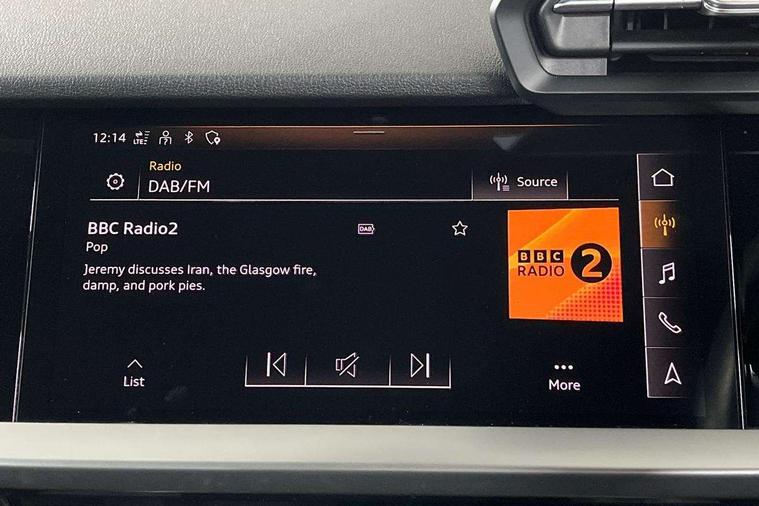 12:14 LTE
Radio
DAB/FM
Source
BBC Radio2
DAB
Pop
Jeremy discusses Iran, the Glasgow fire,
damp, and pork pies.
BBC
RADIO 2
List
More